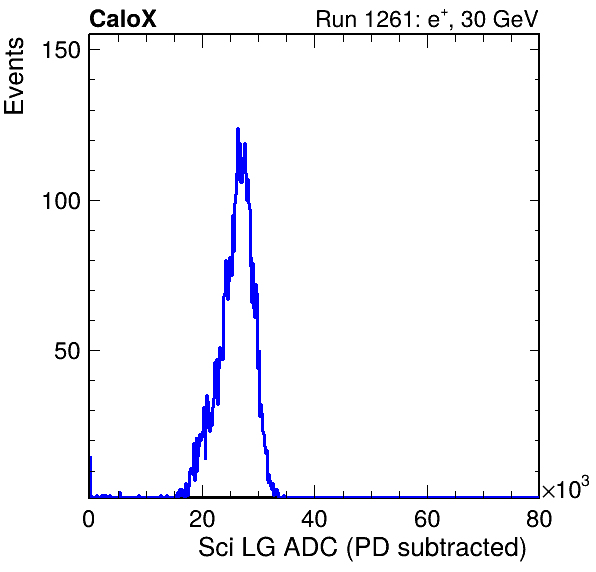 CaloX Run 1261: e⁺, 30 GeV
Events
150
100
50
0 20 40 60 80
×10³
Sci LG ADC (PD subtracted)